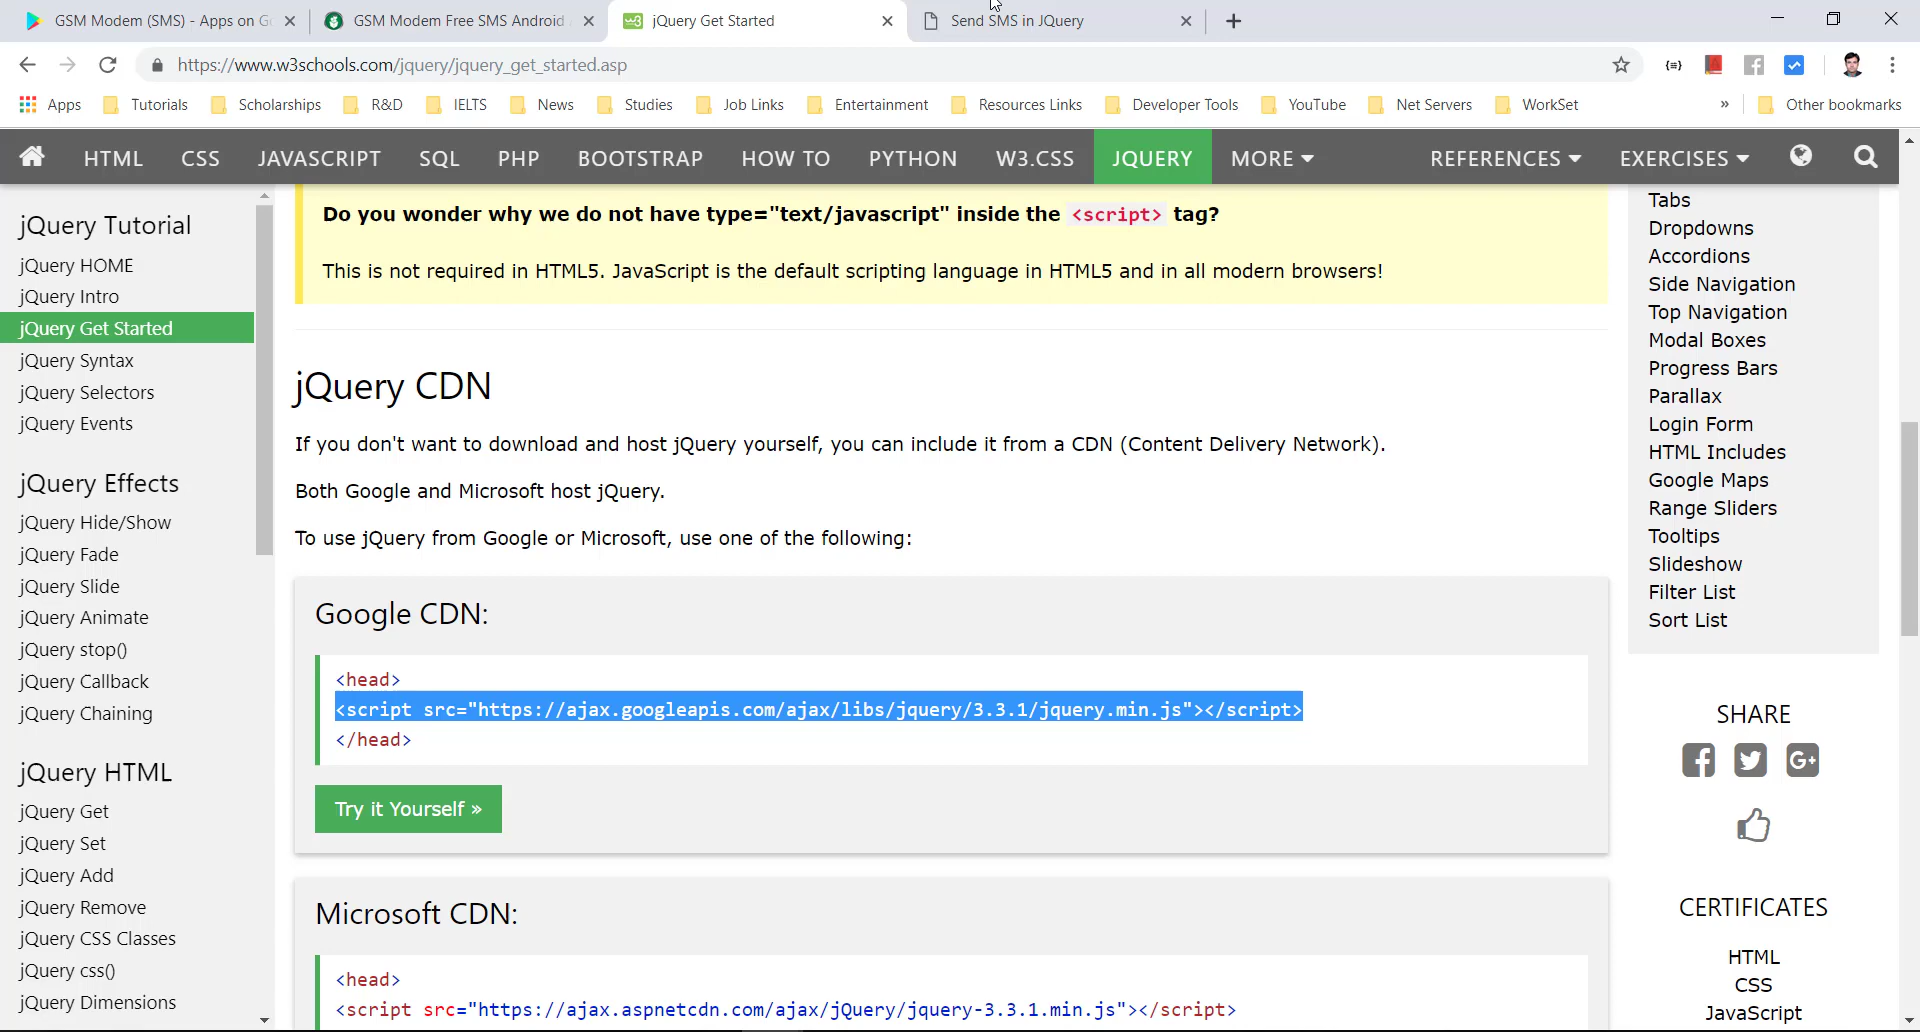 GSM Modem (SMS) - Apps on Go
GSM Modem Free SMS Android
jQuery Get Started
Send SMS in JQuery
https://www.w3schools.com/jquery/jquery_get_started.asp
Apps
Tutorials
Scholarships
R&D
IELTS
News
Studies
Job Links
Entertainment
Resources Links
Developer Tools
YouTube
Net Servers
WorkSet
»
Other bookmarks
HTML
CSS
JAVASCRIPT
SQL
PHP
BOOTSTRAP
HOW TO
PYTHON
W3.CSS
JQUERY
MORE
REFERENCES
EXERCISES
jQuery Tutorial
jQuery HOME
jQuery Intro
jQuery Get Started
jQuery Syntax
jQuery Selectors
jQuery Events
jQuery Effects
jQuery Hide/Show
jQuery Fade
jQuery Slide
jQuery Animate
jQuery stop()
jQuery Callback
jQuery Chaining
jQuery HTML
jQuery Get
jQuery Set
jQuery Add
jQuery Remove
jQuery CSS Classes
jQuery css()
jQuery Dimensions
Do you wonder why we do not have type="text/javascript" inside the <script> tag?
This is not required in HTML5. JavaScript is the default scripting language in HTML5 and in all modern browsers!
jQuery CDN
If you don't want to download and host jQuery yourself, you can include it from a CDN (Content Delivery Network).
Both Google and Microsoft host jQuery.
To use jQuery from Google or Microsoft, use one of the following:
Google CDN:
<head>
<script src="https://ajax.googleapis.com/ajax/libs/jquery/3.3.1/jquery.min.js"></script>
</head>
Try it Yourself »
Microsoft CDN:
<head>
<script src="https://ajax.aspnetcdn.com/ajax/jQuery/jquery-3.3.1.min.js"></script>
Tabs
Dropdowns
Accordions
Side Navigation
Top Navigation
Modal Boxes
Progress Bars
Parallax
Login Form
HTML Includes
Google Maps
Range Sliders
Tooltips
Slideshow
Filter List
Sort List
SHARE
G+
CERTIFICATES
HTML
CSS
JavaScript